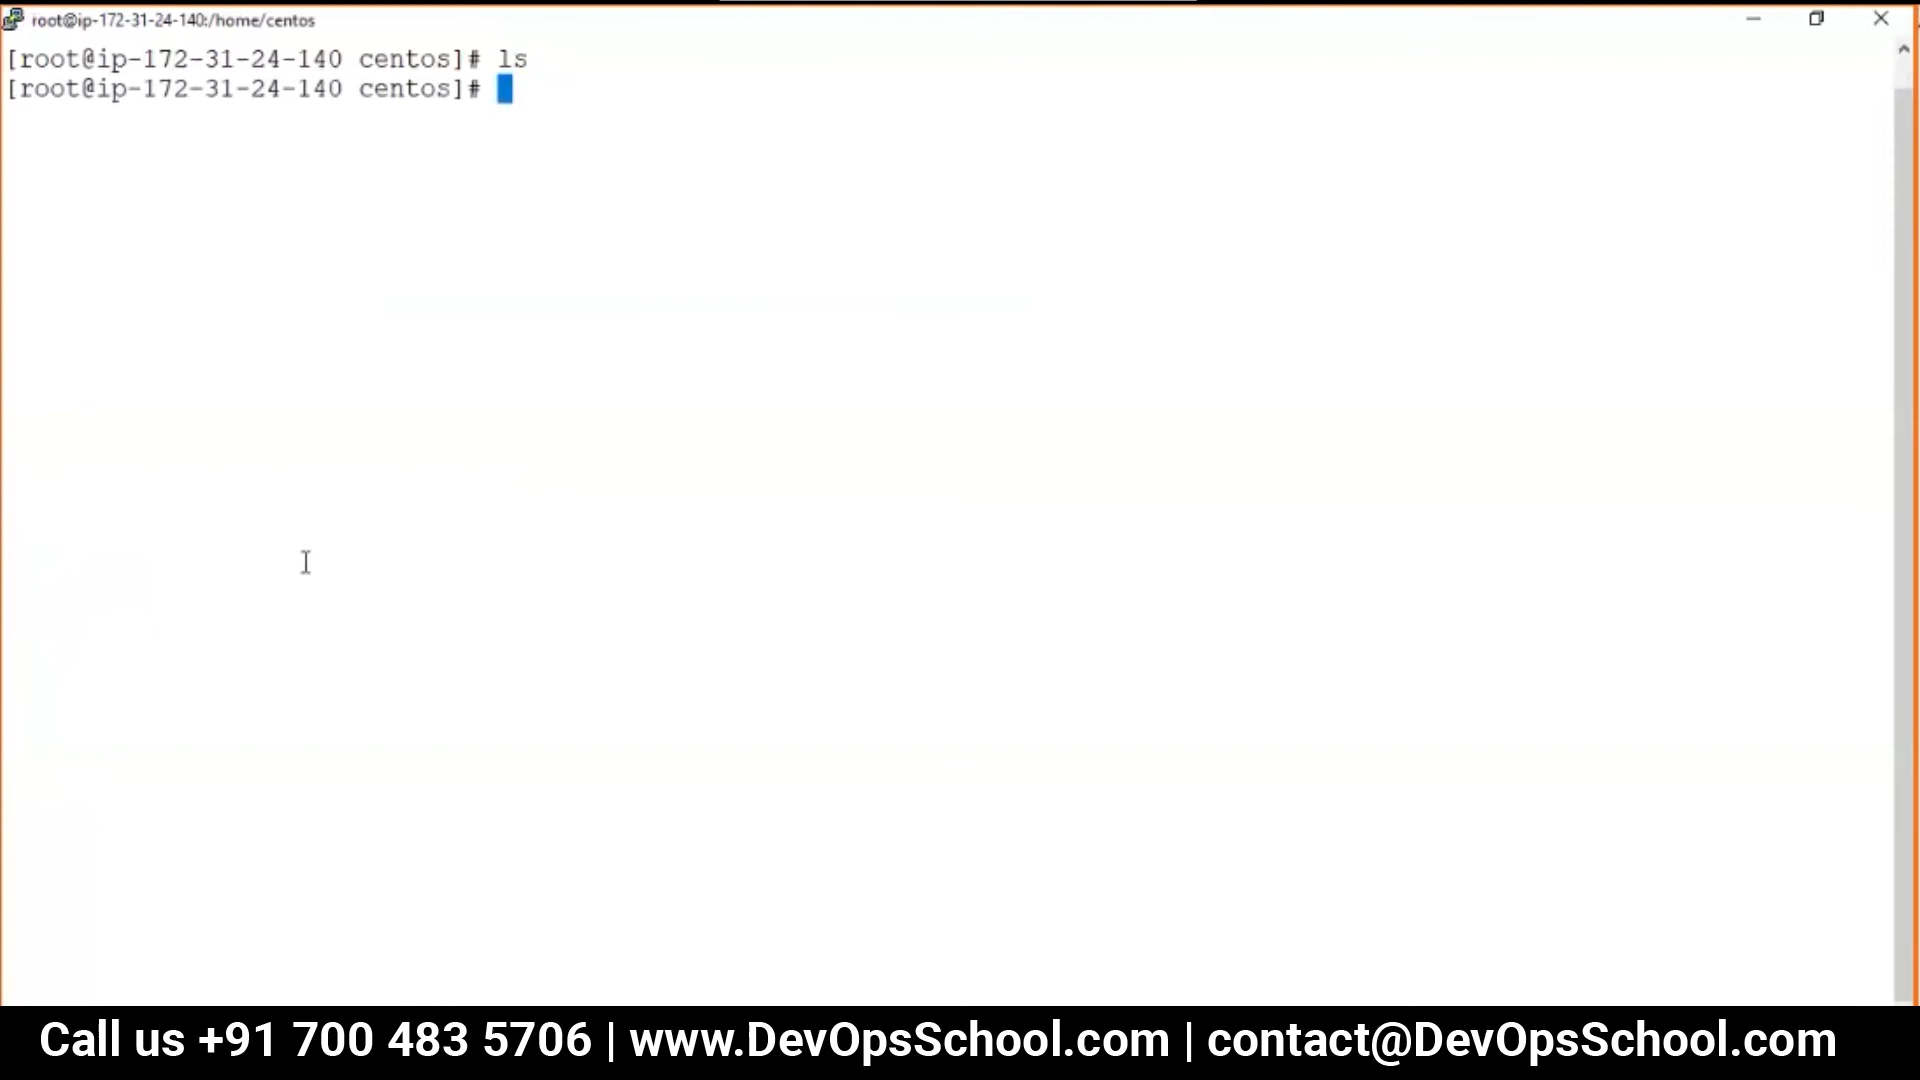 root@ip-172-31-24-140:/home/centos
[root@ip-172-31-24-140 centos]# ls
[root@ip-172-31-24-140 centos]#
Call us +91 700 483 5706 | www.DevOpsSchool.com | contact@DevOpsSchool.com